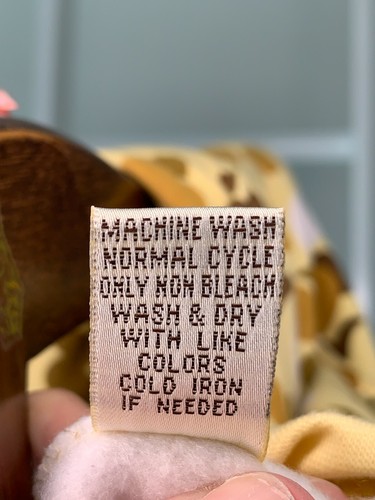 MACHINE WASH
NORMAL CYCLE
ONLY NON BLEACH
WASH & DRY
WITH LIKE
COLORS
COLD IRON
IF NEEDED